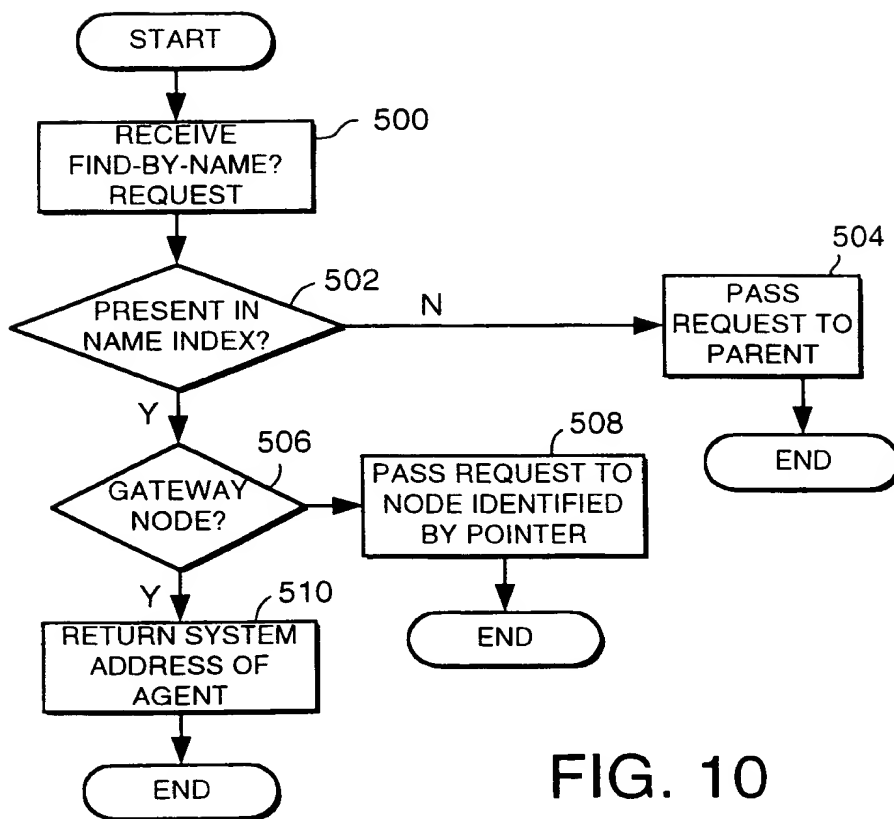 START
500
RECEIVE
FIND-BY-NAME?
REQUEST
502
PRESENT IN
NAME INDEX?
N
504
PASS
REQUEST TO
PARENT
END
Y
506
GATEWAY
NODE?
508
PASS REQUEST TO
NODE IDENTIFIED
BY POINTER
END
Y
510
RETURN SYSTEM
ADDRESS OF
AGENT
END
FIG. 10